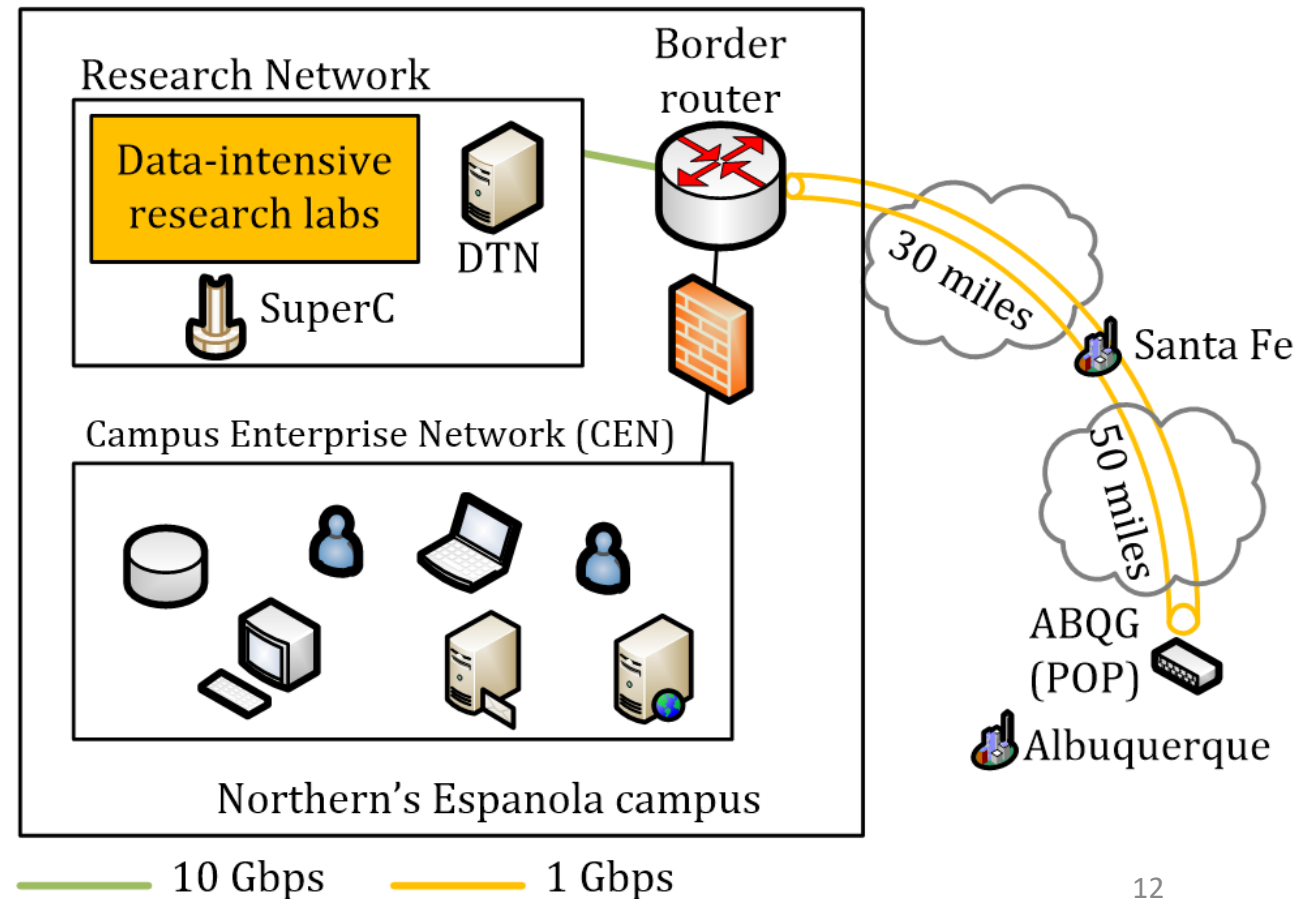 Research Network
Border
router
Data-intensive
research labs
DTN
SuperC
30 miles
Santa Fe
Campus Enterprise Network (CEN)
50 miles
ABQG
(POP)
Albuquerque
Northern’s Espanola campus
10 Gbps
1 Gbps
12